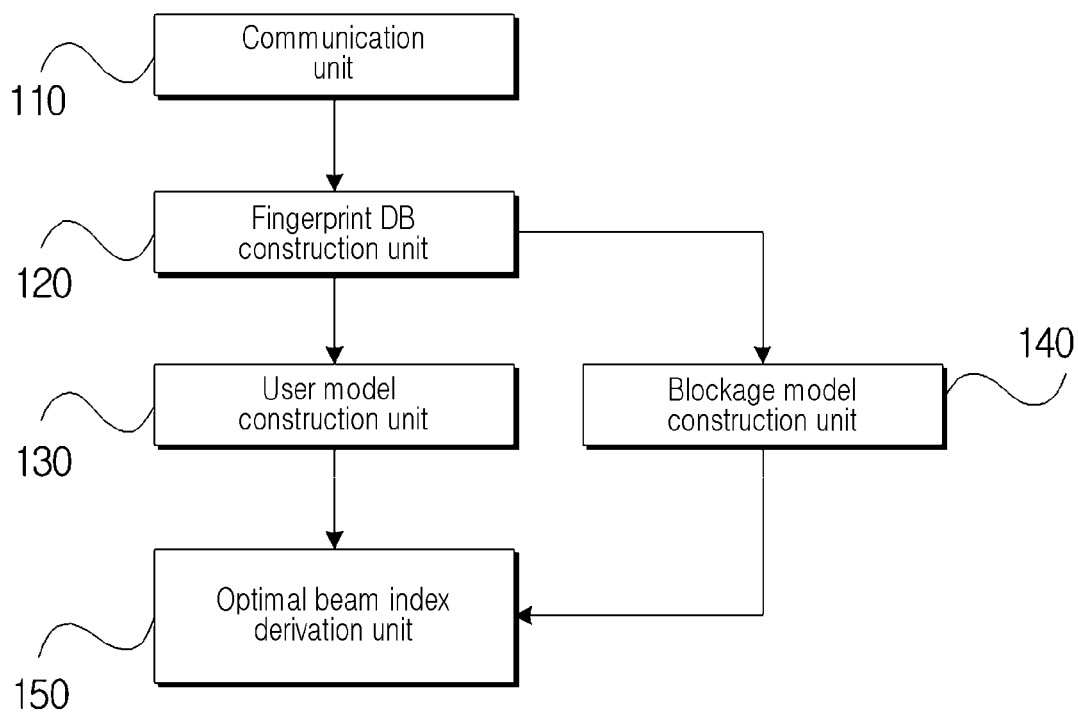 Communication
unit
110
Fingerprint DB
construction unit
120
User model
construction unit
130
Blockage model
construction unit
140
Optimal beam index
derivation unit
150